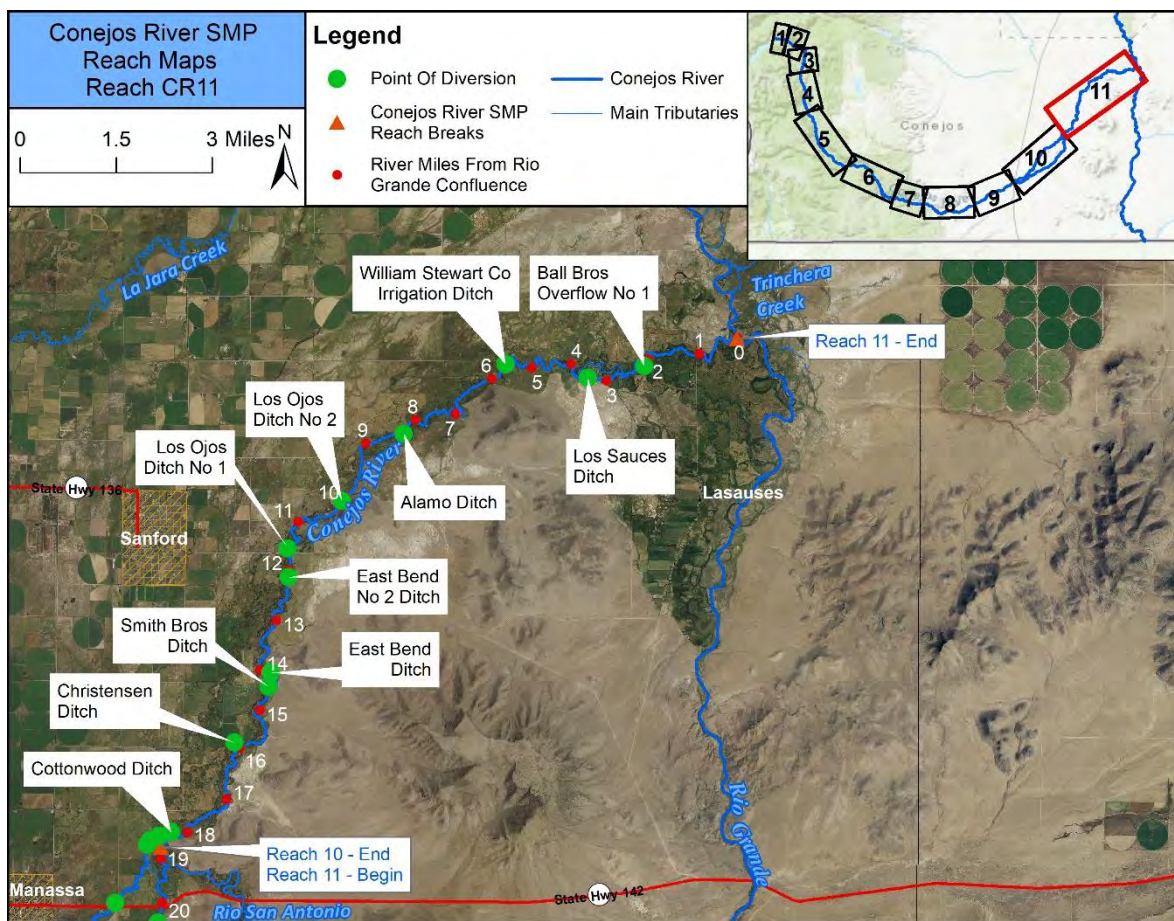 Conejos River SMP
Reach Maps
Reach CR11
0 1.5 3 Miles
N
Legend
Point Of Diversion
Conejos River SMP
Reach Breaks
River Miles From Rio
Grande Confluence
Conejos River
Main Tributaries
1
2
3
4
5
6
7
8
9
10
11
Conejos
La Jara Creek
William Stewart Co
Irrigation Ditch
Ball Bros
Overflow No 1
Trinchera
Creek
Reach 11 - End
0
1
2
3
4
5
6
7
8
9
10
11
12
13
14
15
16
17
18
19
20
Los Ojos
Ditch No 2
Los Ojos
Ditch No 1
Conejos River
Alamo Ditch
Los Sauces
Ditch
Lasauses
State Hwy 136
Sanford
East Bend
No 2 Ditch
Smith Bros
Ditch
East Bend
Ditch
Christensen
Ditch
Cottonwood Ditch
Reach 10 - End
Reach 11 - Begin
Manassa
Rio San Antonio
State Hwy 142
Rio Grande